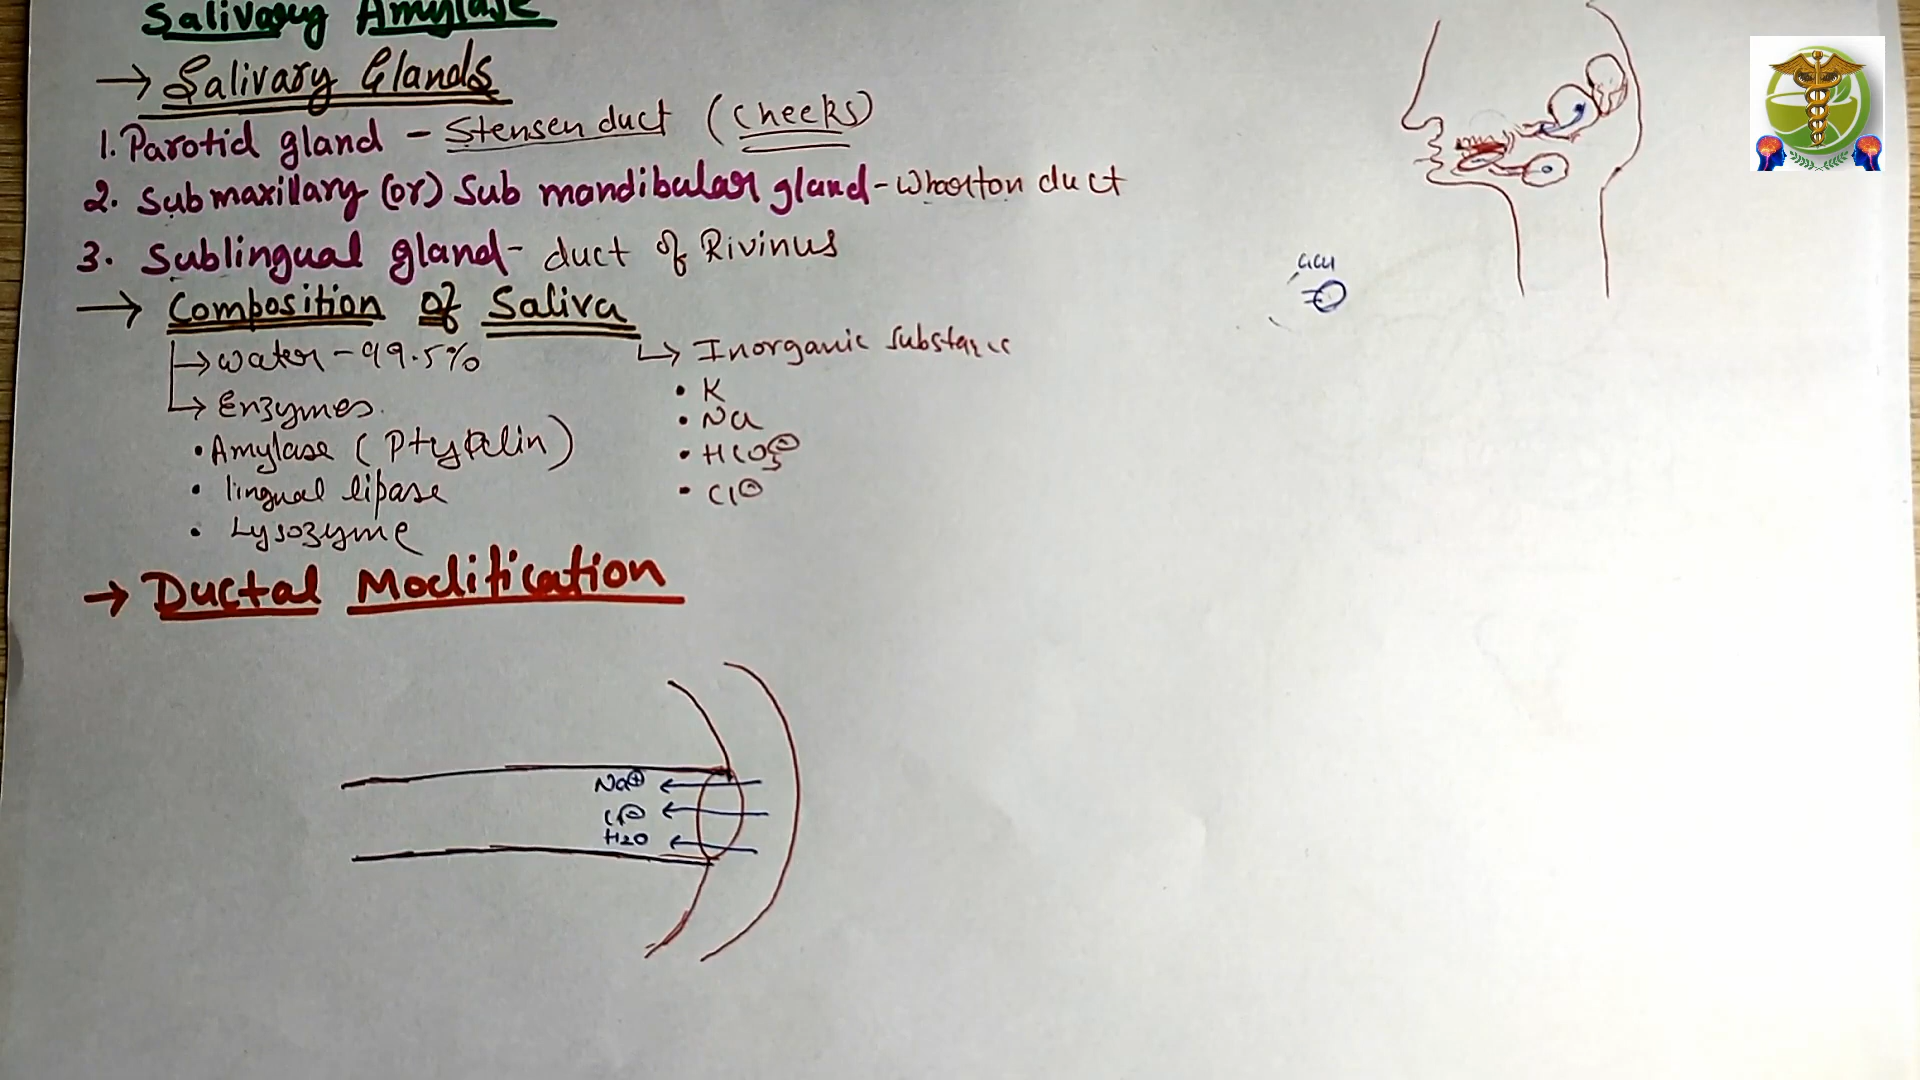 Salivary Amylase
→ Salivary Glands
1. Parotid gland - Stensen duct (cheeks)
2. Submaxillary (or) Sub mandibular gland - Wharton duct
3. Sublingual gland - duct of Rivinus
→ Composition of Saliva
→ water - 99.5%
→ Enzymes.
• Amylase (Ptyalin)
• lingual lipase
• Lysozyme
→ Inorganic substance
• K
• Na
• HCO3⊖
• Cl⊖
→ Ductal Modification
Na⊕
Cl⊖
H2O